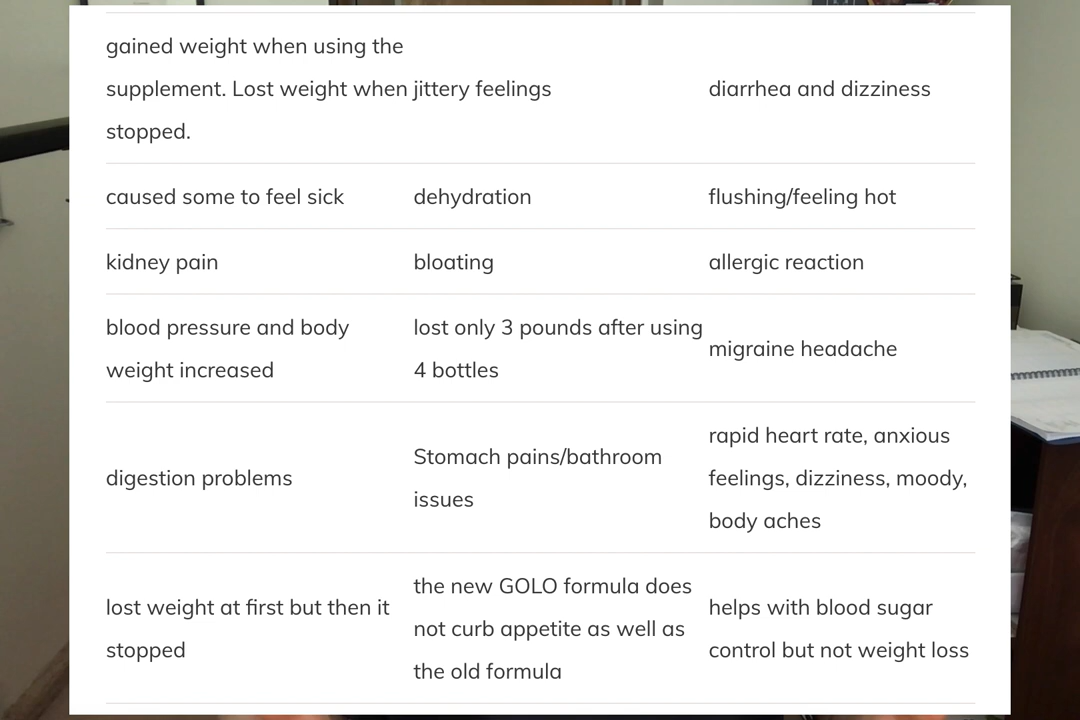 gained weight when using the
supplement. Lost weight when
stopped.
jittery feelings
diarrhea and dizziness
caused some to feel sick
dehydration
flushing/feeling hot
kidney pain
bloating
allergic reaction
blood pressure and body
weight increased
lost only 3 pounds after using
4 bottles
migraine headache
digestion problems
Stomach pains/bathroom
issues
rapid heart rate, anxious
feelings, dizziness, moody,
body aches
lost weight at first but then it
stopped
the new GOLO formula does
not curb appetite as well as
the old formula
helps with blood sugar
control but not weight loss